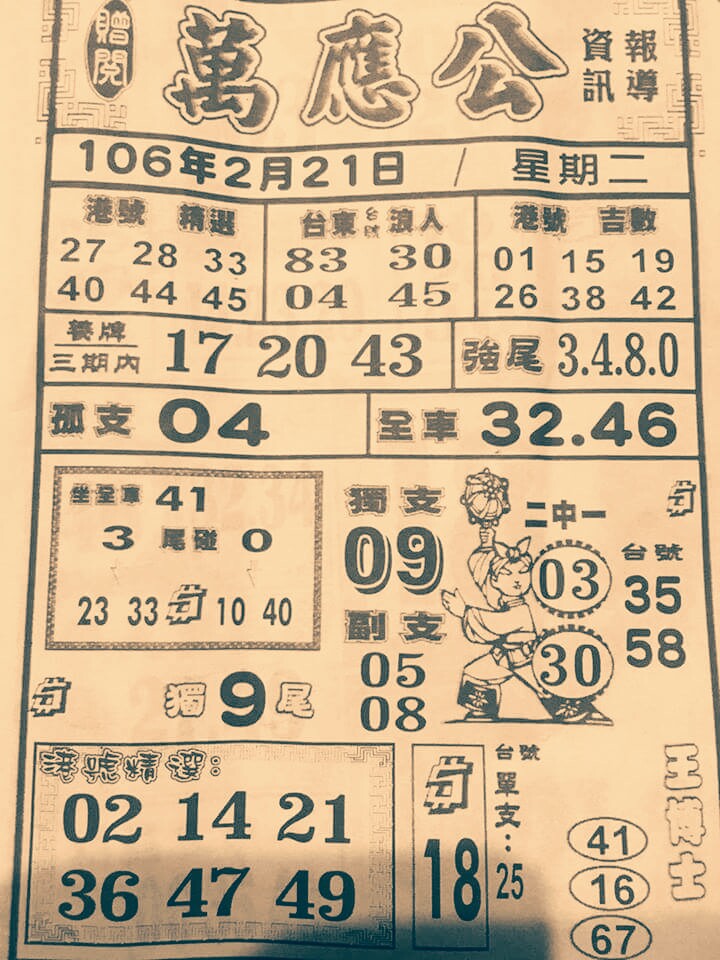 贈閱
萬應公
資訊
報導
106年2月21日 / 星期二
港號 精選
27 28 33
40 44 45
台東台號浪人
83 30
04 45
港號 吉數
01 15 19
26 38 42
養牌
三期內
17 20 43
強尾 3.4.8.0
孤支 04
全車 32.46
坐全車 41
3 尾碰 0
23 33 10 40
獨支
09
副支
05
08
二中一
03
30
台號
35
58
獨 9 尾
港號精選:
02 14 21
36 47 49
18
台號單支:
25
王博士
41
16
67